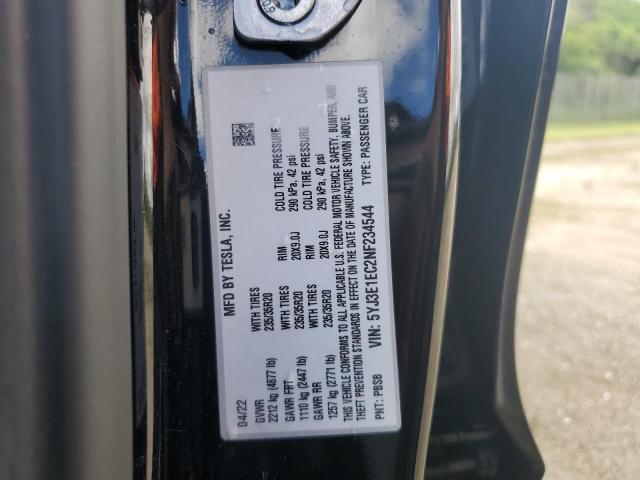 MFD BY TESLA, INC.
04/22
GVWR WITH TIRES RIM COLD TIRE PRESSURE
2212 kg (4877 lb) 235/35R20 20X9.0J 290 kPa, 42 psi
GAWR FRT WITH TIRES RIM COLD TIRE PRESSURE
1110 kg (2447 lb) 235/35R20 20X9.0J 290 kPa, 42 psi
GAWR RR
1257 kg (2771 lb) 235/35R20
THIS VEHICLE CONFORMS TO ALL APPLICABLE U.S. FEDERAL MOTOR VEHICLE SAFETY, BUMPER, AND
THEFT PREVENTION STANDARDS IN EFFECT ON THE DATE OF MANUFACTURE SHOWN ABOVE.
VIN: 5YJ3E1EC2NF234544 TYPE: PASSENGER CAR
PNT: PBSB